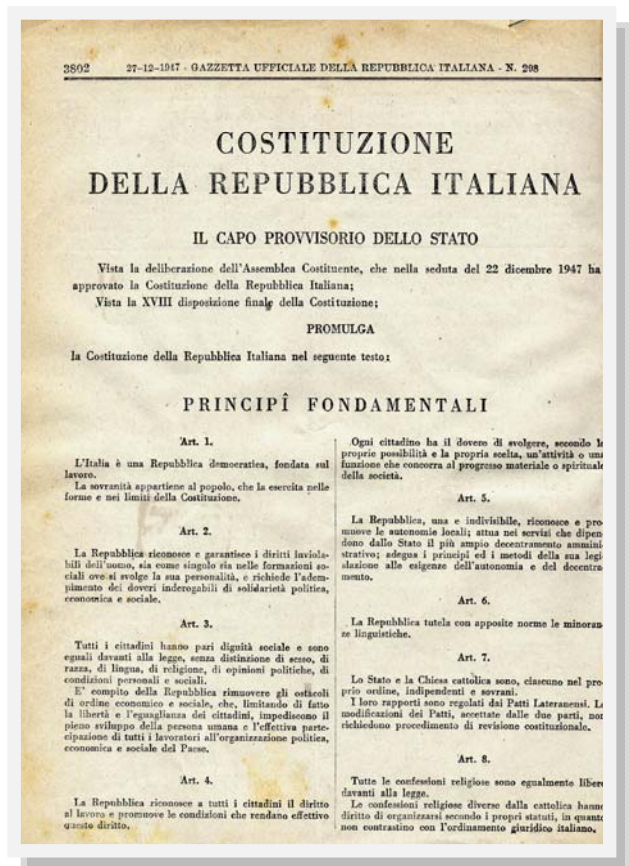 3802 27-12-1947 - GAZZETTA UFFICIALE DELLA REPUBBLICA ITALIANA - N. 298
COSTITUZIONE
DELLA REPUBBLICA ITALIANA
IL CAPO PROVVISORIO DELLO STATO
Vista la deliberazione dell'Assemblea Costituente, che nella seduta del 22 dicembre 1947 ha
approvato la Costituzione della Repubblica Italiana;
Vista la XVIII disposizione finale della Costituzione;
PROMULGA
la Costituzione della Repubblica Italiana nel seguente testo:
PRINCIPÎ FONDAMENTALI
Art. 1.
L'Italia è una Repubblica democratica, fondata sul
lavoro.
La sovranità appartiene al popolo, che la esercita nelle
forme e nei limiti della Costituzione.
Art. 2.
La Repubblica riconosce e garantisce i diritti inviola-
bili dell'uomo, sia come singolo sia nelle formazioni so-
ciali ove si svolge la sua personalità, e richiede l'adem-
pimento dei doveri inderogabili di solidarietà politica,
economica e sociale.
Art. 3.
Tutti i cittadini hanno pari dignità sociale e sono
eguali davanti alla legge, senza distinzione di sesso, di
razza, di lingua, di religione, di opinioni politiche, di
condizioni personali e sociali.
E' compito della Repubblica rimuovere gli ostacoli
di ordine economico e sociale, che, limitando di fatto
la libertà e l'eguaglianza dei cittadini, impediscono il
pieno sviluppo della persona umana e l'effettiva parte-
cipazione di tutti i lavoratori all'organizzazione politica,
economica e sociale del Paese.
Art. 4.
La Repubblica riconosce a tutti i cittadini il diritto
al lavoro e promuove le condizioni che rendano effettivo
questo diritto.
Ogni cittadino ha il dovere di svolgere, secondo le
proprie possibilità e la propria scelta, un'attività o una
funzione che concorra al progresso materiale o spirituale
della società.
Art. 5.
La Repubblica, una e indivisibile, riconosce e pro
muove le autonomie locali; attua nei servizi che dipen
dono dallo Stato il più ampio decentramento ammini
strativo; adegua i principi ed i metodi della sua legi
slazione alle esigenze dell'autonomia e del decentra
mento.
Art. 6.
La Repubblica tutela con apposite norme le minoran
ze linguistiche.
Art. 7.
Lo Stato e la Chiesa cattolica sono, ciascuno nel pro
prio ordine, indipendenti e sovrani.
I loro rapporti sono regolati dai Patti Lateranensi. Le
modificazioni dei Patti, accettate dalle due parti, non
richiedono procedimento di revisione costituzionale.
Art. 8.
Tutte le confessioni religiose sono egualmente libere
davanti alla legge.
Le confessioni religiose diverse dalla cattolica hanno
diritto di organizzarsi secondo i propri statuti, in quanto
non contrastino con l'ordinamento giuridico italiano.